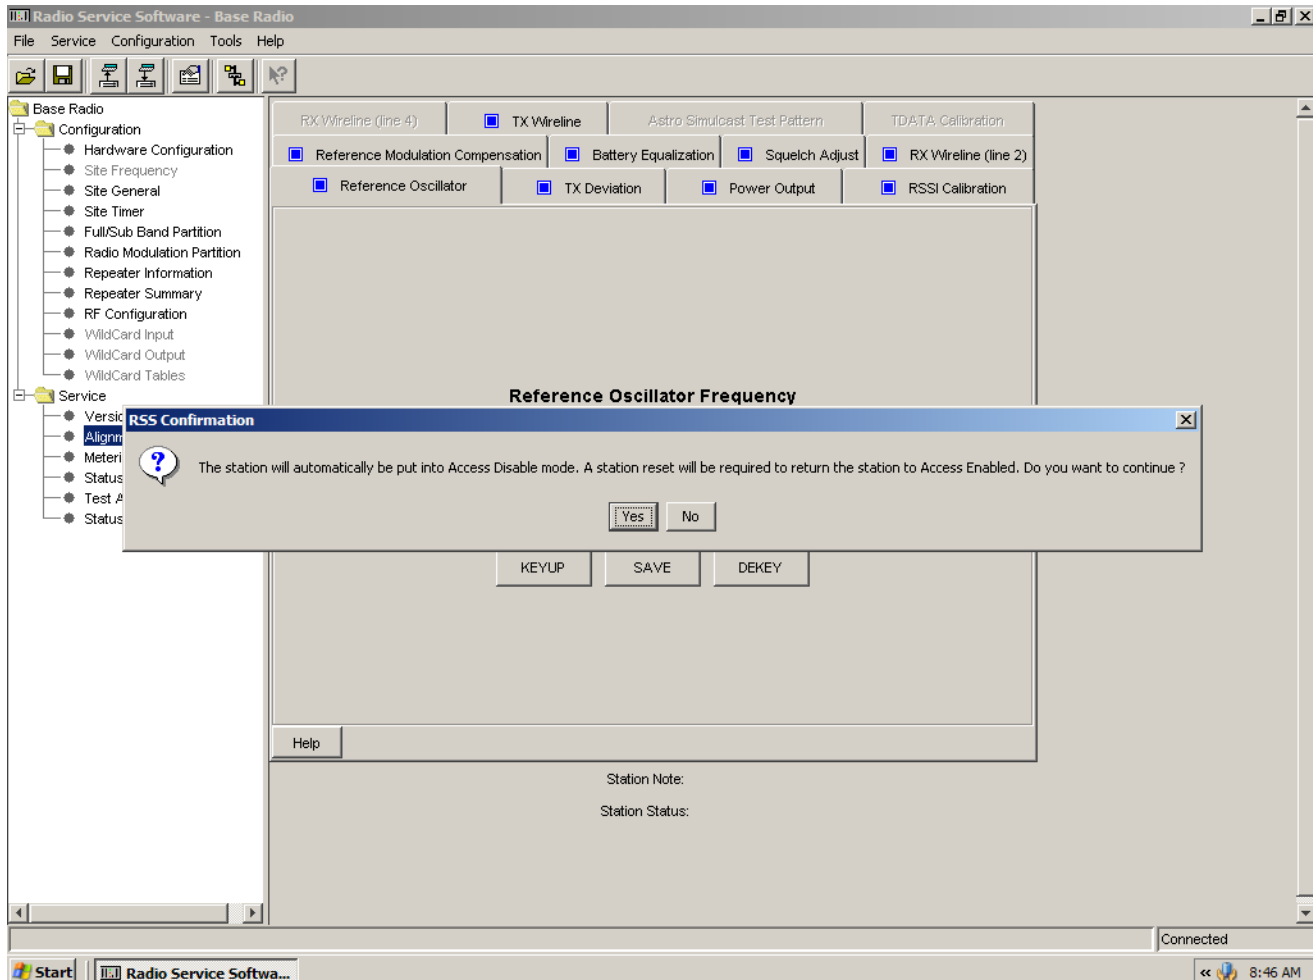 Radio Service Software - Base Radio
File Service Configuration Tools Help
Base Radio
Configuration
Hardware Configuration
Site Frequency
Site General
Site Timer
Full/Sub Band Partition
Radio Modulation Partition
Repeater Information
Repeater Summary
RF Configuration
WildCard Input
WildCard Output
WildCard Tables
Service
Status
Status
RX Wireline (line 4) TX Wireline Astro Simulcast Test Pattern TDATA Calibration
Reference Modulation Compensation Battery Equalization Squelch Adjust RX Wireline (line 2)
Reference Oscillator TX Deviation Power Output RSSI Calibration
Reference Oscillator Frequency
RSS Confirmation
The station will automatically be put into Access Disable mode. A station reset will be required to return the station to Access Enabled. Do you want to continue ?
Yes No
KEYUP SAVE DEKEY
Help
Station Note:
Station Status:
Connected
Start Radio Service Softwa... « 8:46 AM